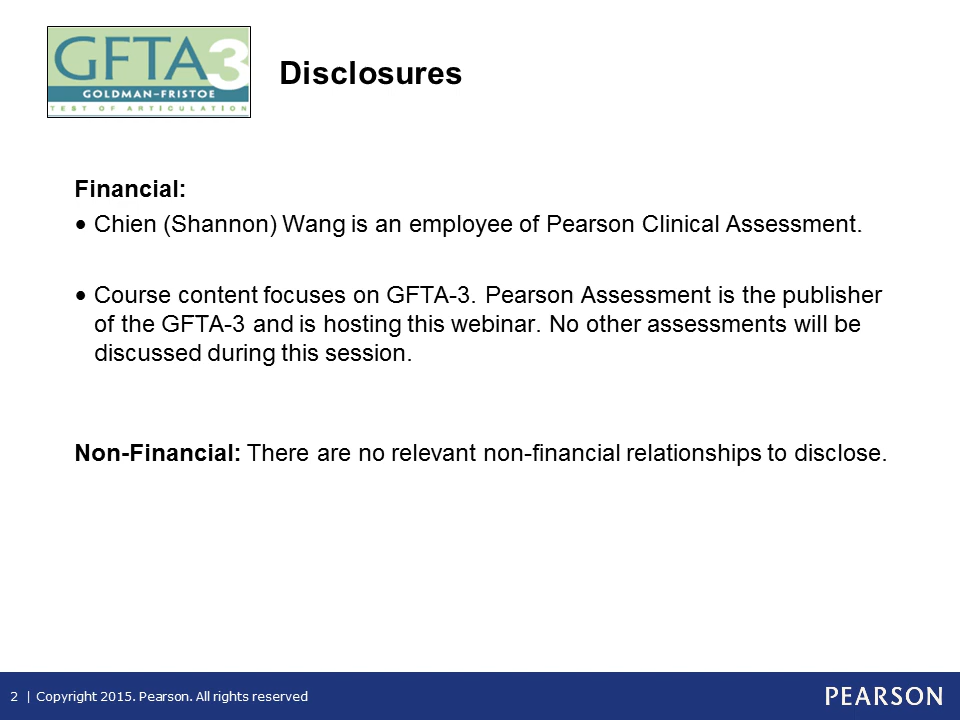 GFTA3
GOLDMAN-FRISTOE
TEST OF ARTICULATION
Disclosures
Financial:
• Chien (Shannon) Wang is an employee of Pearson Clinical Assessment.
• Course content focuses on GFTA-3. Pearson Assessment is the publisher
of the GFTA-3 and is hosting this webinar. No other assessments will be
discussed during this session.
Non-Financial: There are no relevant non-financial relationships to disclose.
2 | Copyright 2015. Pearson. All rights reserved
PEARSON